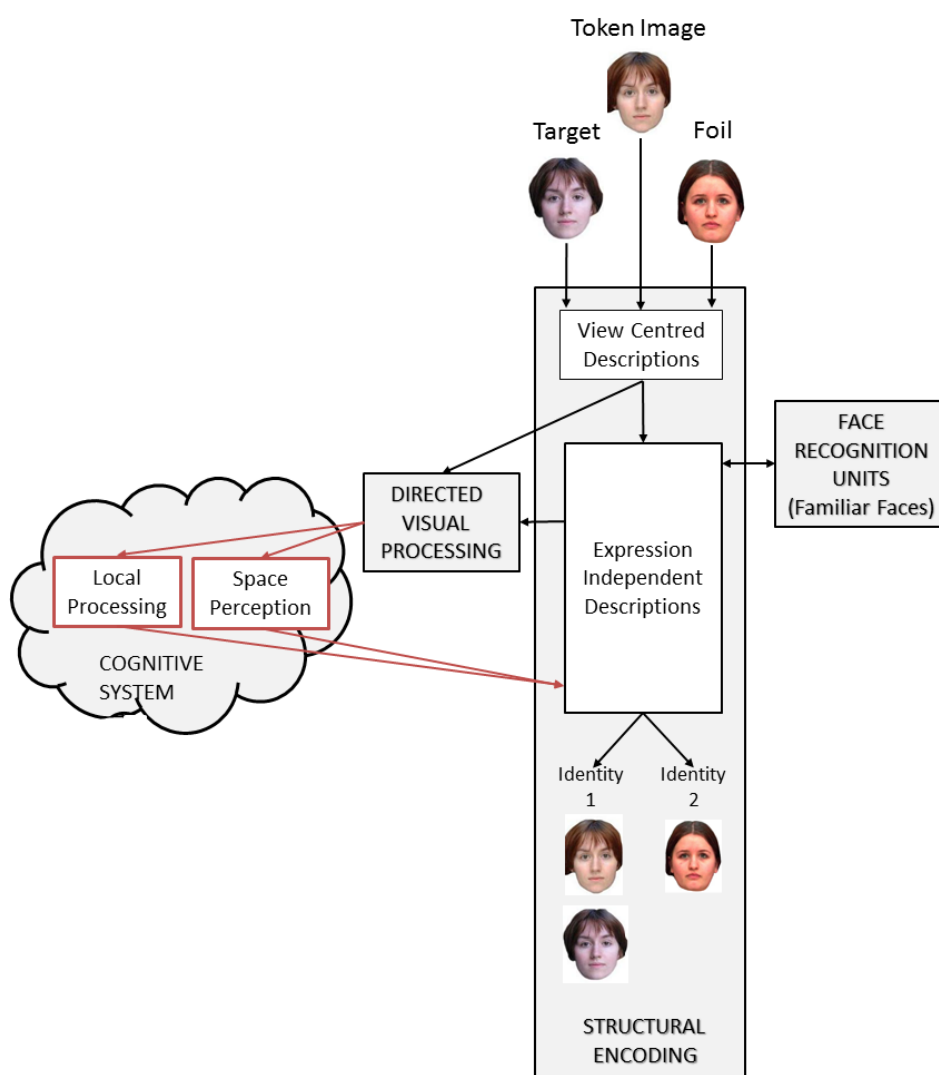 Token Image
Target
Foil
View Centred
Descriptions
FACE
RECOGNITION
UNITS
(Familiar Faces)
DIRECTED
VISUAL
PROCESSING
Expression
Independent
Descriptions
Local
Processing
Space
Perception
COGNITIVE
SYSTEM
Identity
1
Identity
2
STRUCTURAL
ENCODING